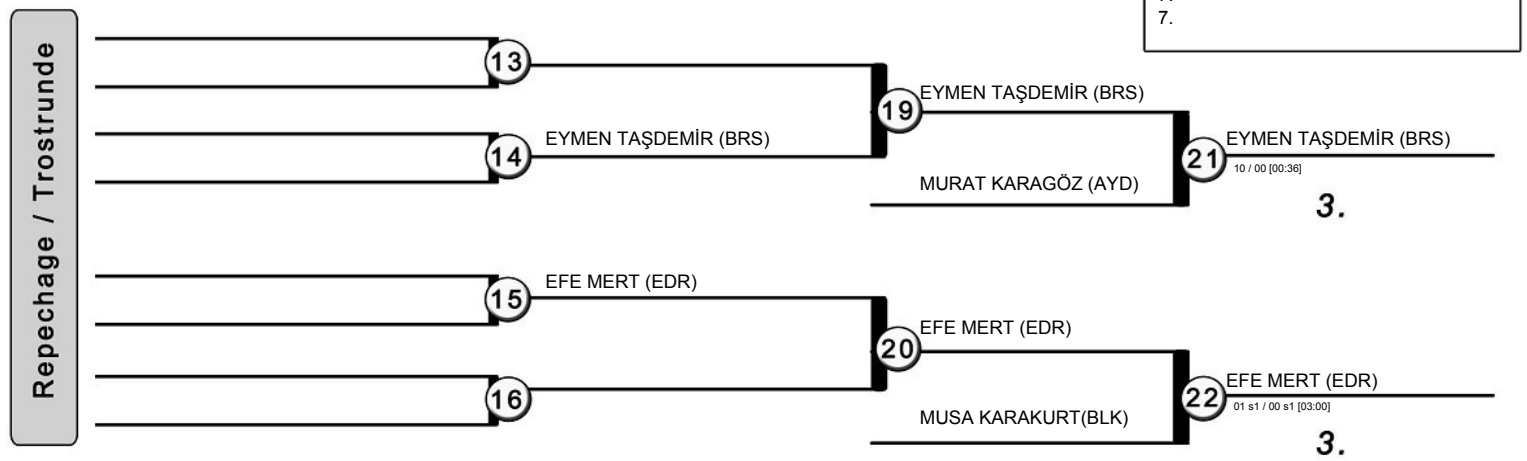 7.
Repechage / Trostrunde
13
14
EYMEN TAŞDEMİR (BRS)
19
EYMEN TAŞDEMİR (BRS)
MURAT KARAGÖZ (AYD)
21
EYMEN TAŞDEMİR (BRS)
10 / 00 [00:36]
3.
15
EFE MERT (EDR)
16
20
EFE MERT (EDR)
MUSA KARAKURT(BLK)
22
EFE MERT (EDR)
01 s1 / 00 s1 [03:00]
3.